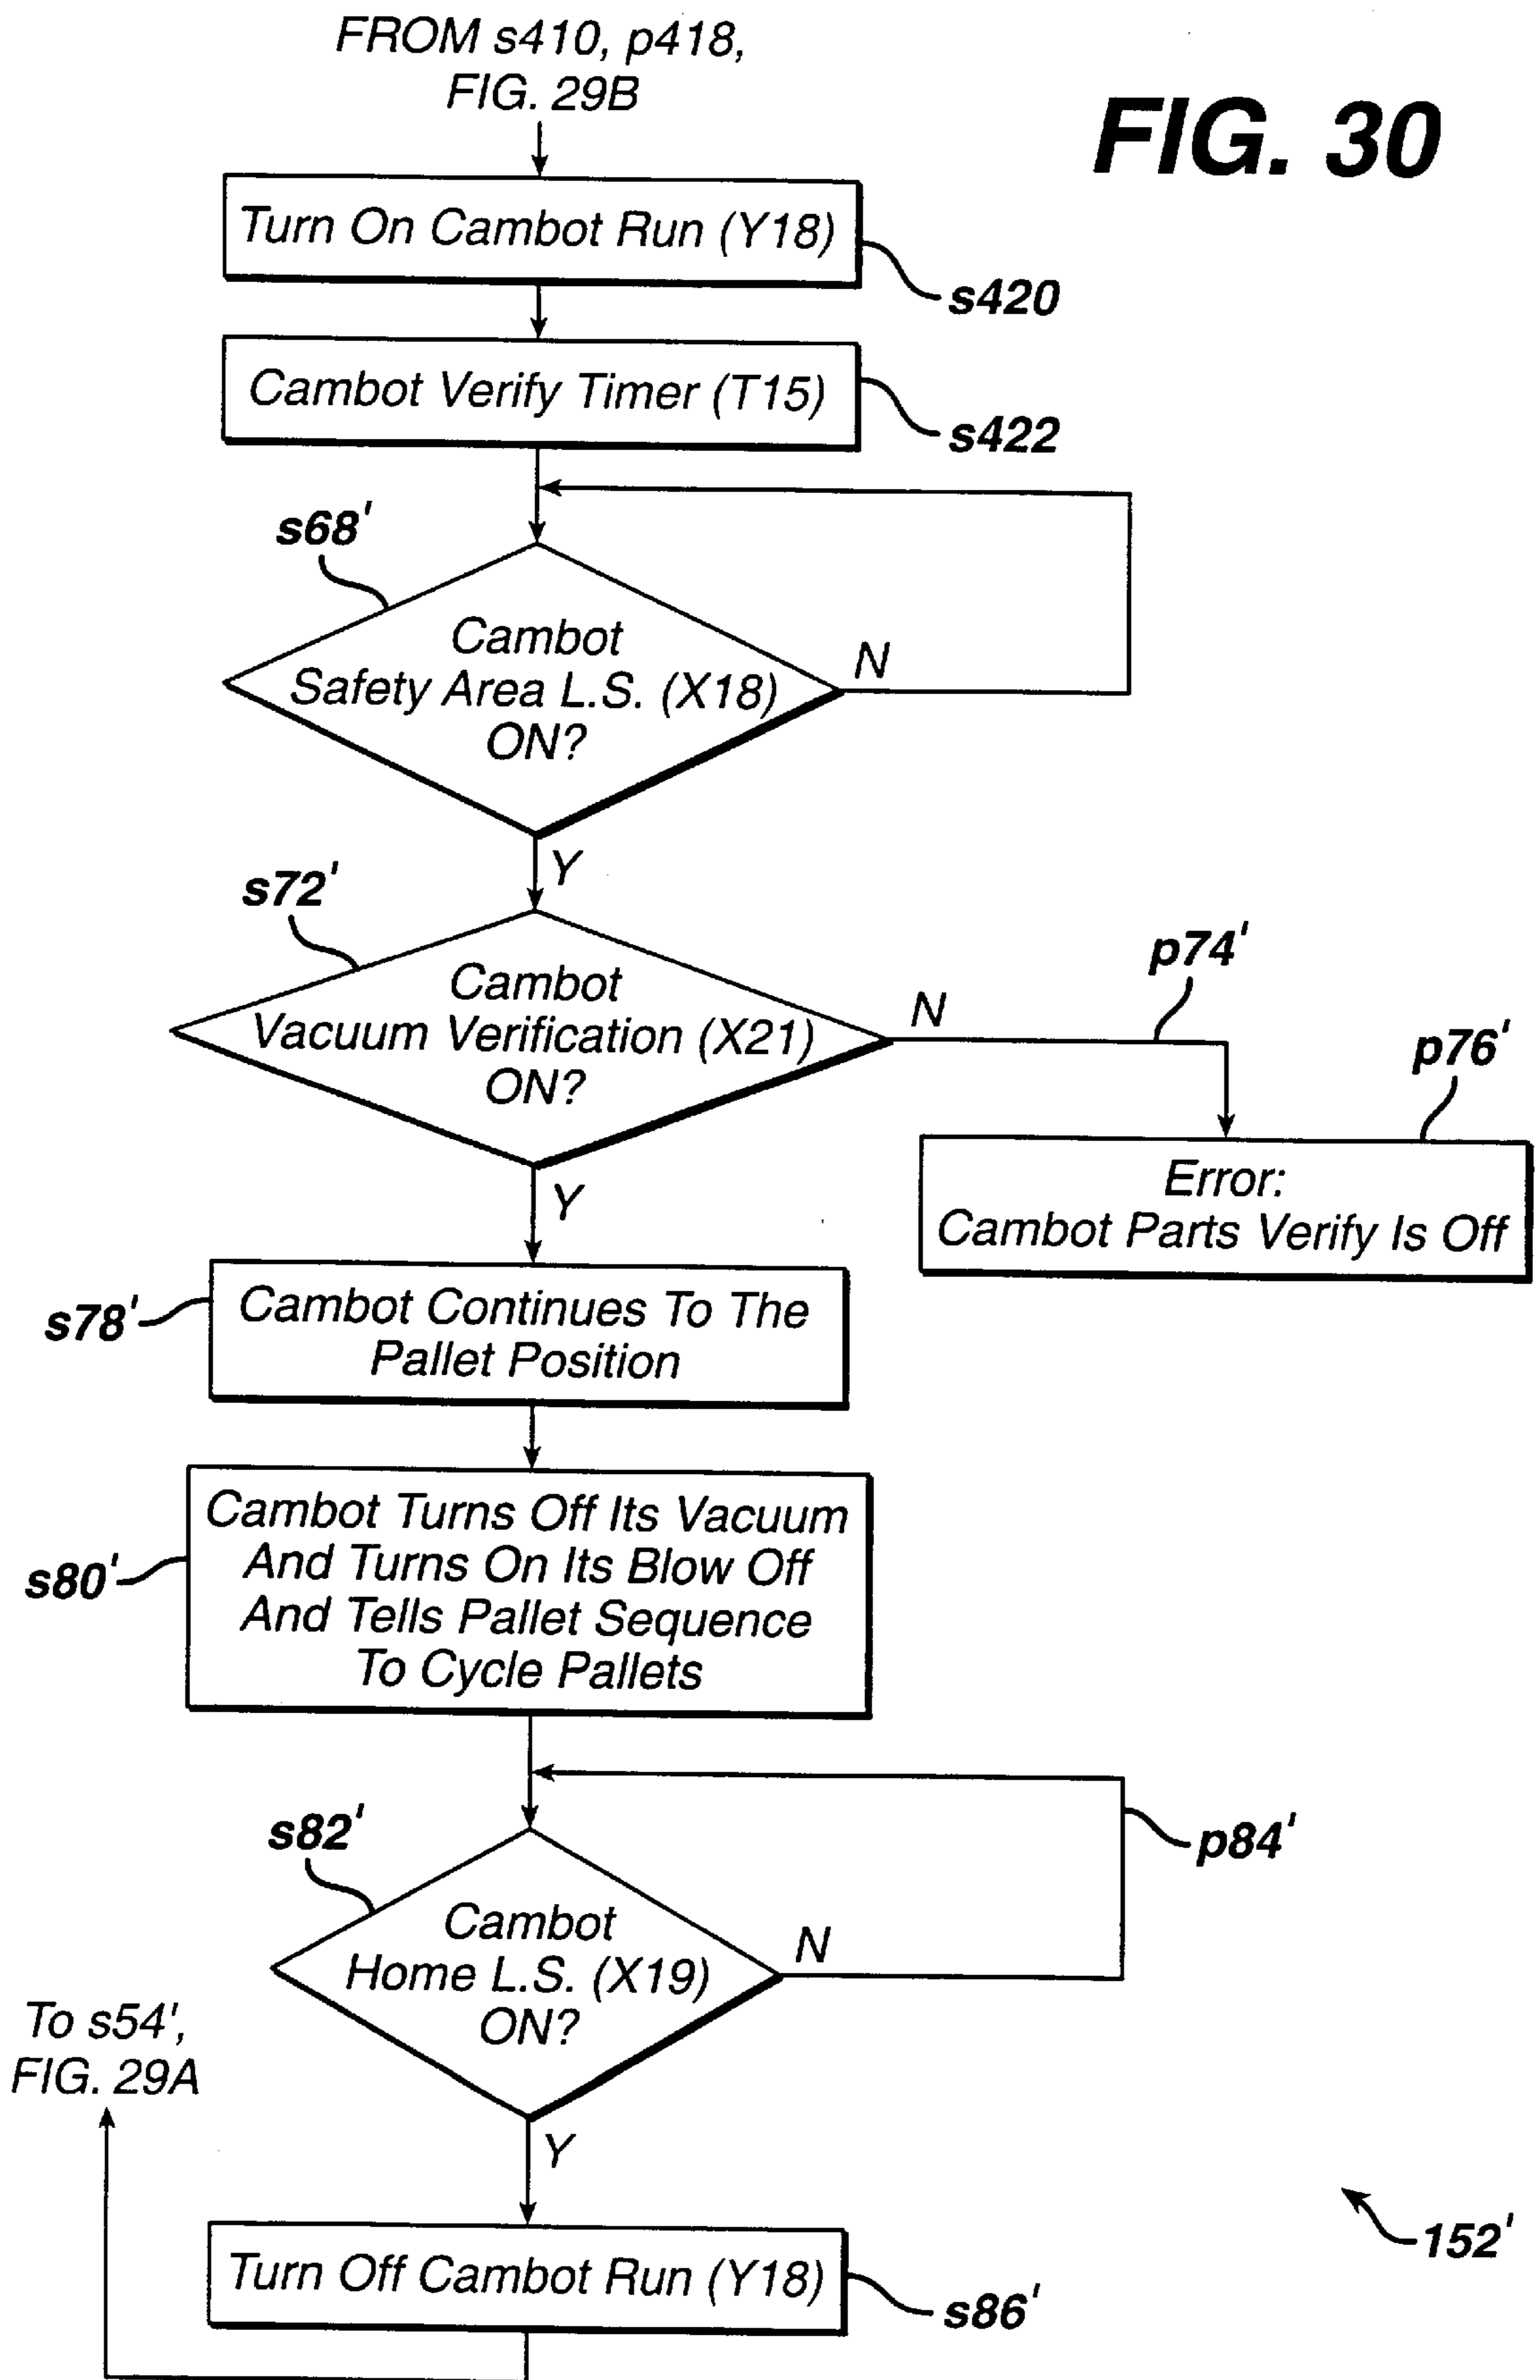 FROM s410, p418,
FIG. 29B
FIG. 30
Turn On Cambot Run (Y18)
s420
Cambot Verify Timer (T15)
s422
s68'
Cambot
Safety Area L.S. (X18)
ON?
N
Y
s72'
Cambot
Vacuum Verification (X21)
ON?
N
p74'
p76'
Error:
Cambot Parts Verify Is Off
Y
s78'
Cambot Continues To The
Pallet Position
s80'
Cambot Turns Off Its Vacuum
And Turns On Its Blow Off
And Tells Pallet Sequence
To Cycle Pallets
s82'
Cambot
Home L.S. (X19)
ON?
N
p84'
To s54',
FIG. 29A
Y
Turn Off Cambot Run (Y18)
s86'
152'